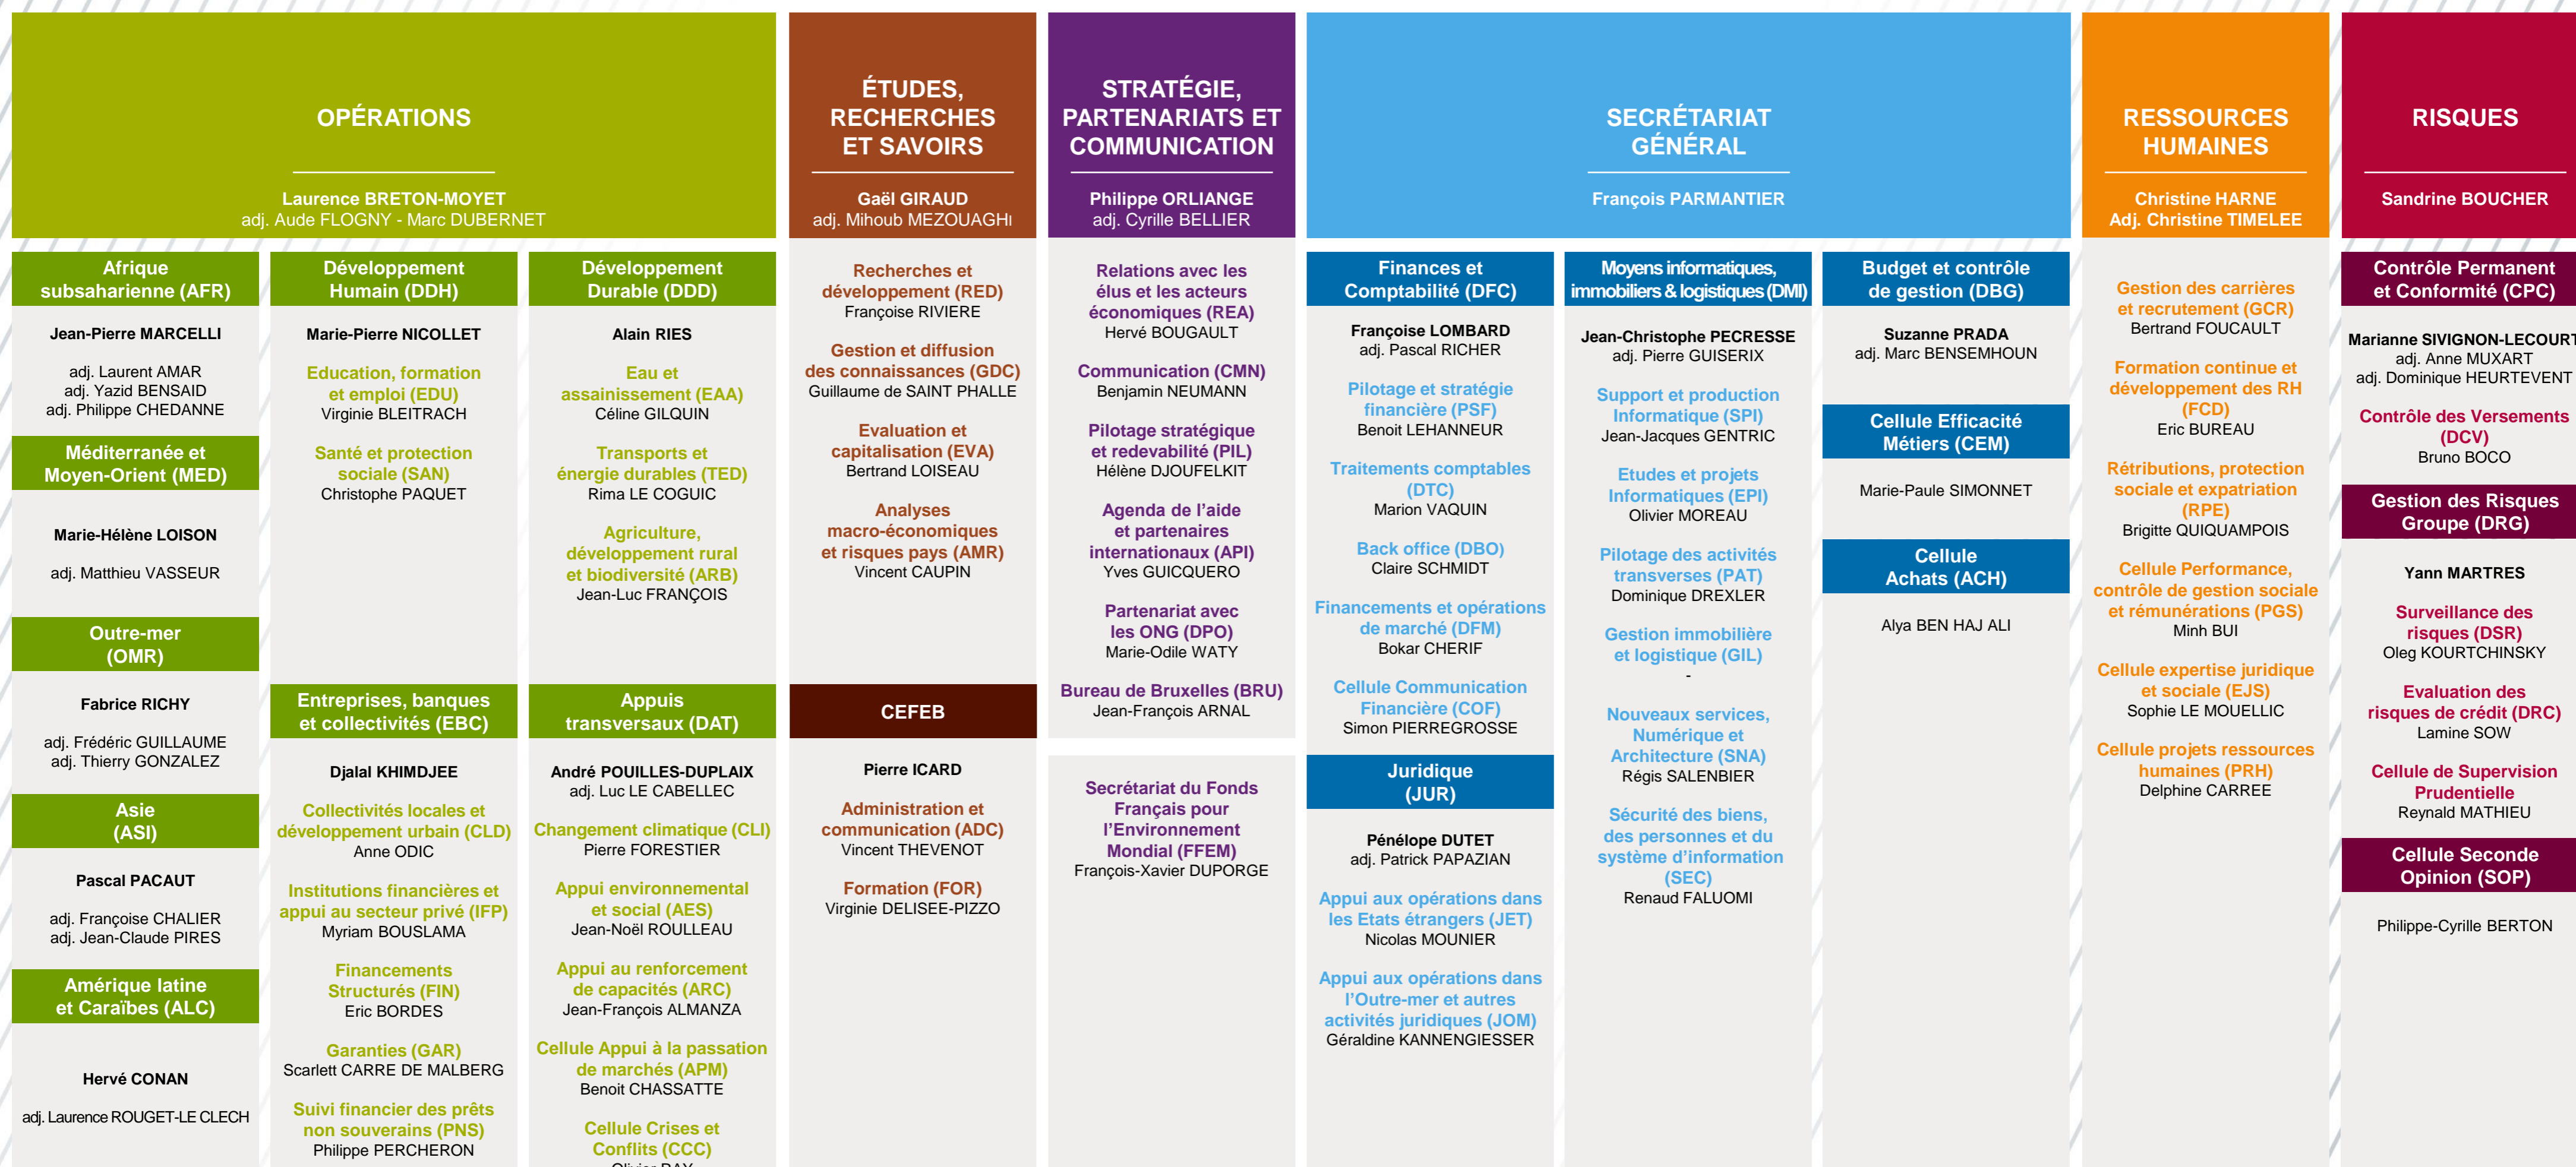 OPÉRATIONS
Laurence BRETON-MOYET
adj. Aude FLOGNY - Marc DUBERNET
Afrique
subsaharienne (AFR)
Jean-Pierre MARCELLI
adj. Laurent AMAR
adj. Yazid BENSAID
adj. Philippe CHEDANNE
Méditerranée et
Moyen-Orient (MED)
Marie-Hélène LOISON
adj. Matthieu VASSEUR
Outre-mer
(OMR)
Fabrice RICHY
adj. Frédéric GUILLAUME
adj. Thierry GONZALEZ
Asie
(ASI)
Pascal PACAUT
adj. Françoise CHALIER
adj. Jean-Claude PIRES
Amérique latine
et Caraïbes (ALC)
Hervé CONAN
adj. Laurence ROUGET-LE CLECH
Développement
Humain (DDH)
Marie-Pierre NICOLLET
Education, formation
et emploi (EDU)
Virginie BLEITRACH
Santé et protection
sociale (SAN)
Christophe PAQUET
Entreprises, banques
et collectivités (EBC)
Djalal KHIMDJEE
Collectivités locales et
développement urbain (CLD)
Anne ODIC
Institutions financières et
appui au secteur privé (IFP)
Myriam BOUSLAMA
Financements
Structurés (FIN)
Eric BORDES
Garanties (GAR)
Scarlett CARRE DE MALBERG
Suivi financier des prêts
non souverains (PNS)
Philippe PERCHERON
Développement
Durable (DDD)
Alain RIES
Eau et
assainissement (EAA)
Céline GILQUIN
Transports et
énergie durables (TED)
Rima LE COGUIC
Agriculture,
développement rural
et biodiversité (ARB)
Jean-Luc FRANÇOIS
Appuis
transversaux (DAT)
André POUILLES-DUPLAIX
adj. Luc LE CABELLEC
Changement climatique (CLI)
Pierre FORESTIER
Appui environnemental
et social (AES)
Jean-Noël ROULLEAU
Appui au renforcement
de capacités (ARC)
Jean-François ALMANZA
Cellule Appui à la passation
de marchés (APM)
Benoit CHASSATTE
Cellule Crises et
Conflits (CCC)
ÉTUDES,
RECHERCHES
ET SAVOIRS
Gaël GIRAUD
adj. Mihoub MEZOUAGHI
Recherches et
développement (RED)
Françoise RIVIERE
Gestion et diffusion
des connaissances (GDC)
Guillaume de SAINT PHALLE
Evaluation et
capitalisation (EVA)
Bertrand LOISEAU
Analyses
macro-économiques
et risques pays (AMR)
Vincent CAUPIN
CEFEB
Pierre ICARD
Administration et
communication (ADC)
Vincent THEVENOT
Formation (FOR)
Virginie DELISEE-PIZZO
STRATÉGIE,
PARTENARIATS ET
COMMUNICATION
Philippe ORLIANGE
adj. Cyrille BELLIER
Relations avec les
élus et les acteurs
économiques (REA)
Hervé BOUGAULT
Communication (CMN)
Benjamin NEUMANN
Pilotage stratégique
et redevabilité (PIL)
Hélène DJOUFELKIT
Agenda de l'aide
et partenaires
internationaux (API)
Yves GUICQUERO
Partenariat avec
les ONG (DPO)
Marie-Odile WATY
Bureau de Bruxelles (BRU)
Jean-François ARNAL
Secrétariat du Fonds
Français pour
l'Environnement
Mondial (FFEM)
François-Xavier DUPORGE
SECRÉTARIAT
GÉNÉRAL
François PARMANTIER
Finances et
Comptabilité (DFC)
Françoise LOMBARD
adj. Pascal RICHER
Pilotage et stratégie
financière (PSF)
Benoit LEHANNEUR
Traitements comptables
(DTC)
Marion VAQUIN
Back office (DBO)
Claire SCHMIDT
Financements et opérations
de marché (DFM)
Bokar CHERIF
Cellule Communication
Financière (COF)
Simon PIERREGROSSE
Juridique
(JUR)
Pénélope DUTET
adj. Patrick PAPAZIAN
Appui aux opérations dans
les Etats étrangers (JET)
Nicolas MOUNIER
Appui aux opérations dans
l'Outre-mer et autres
activités juridiques (JOM)
Géraldine KANNENGIESSER
Moyens informatiques,
immobiliers & logistiques (DMI)
Jean-Christophe PECRESSE
adj. Pierre GUISERIX
Support et production
Informatique (SPI)
Jean-Jacques GENTRIC
Etudes et projets
Informatiques (EPI)
Olivier MOREAU
Pilotage des activités
transverses (PAT)
Dominique DREXLER
Gestion immobilière
et logistique (GIL)
-
Nouveaux services,
Numérique et
Architecture (SNA)
Régis SALENBIER
Sécurité des biens,
des personnes et du
système d'information
(SEC)
Renaud FALUOMI
Budget et contrôle
de gestion (DBG)
Suzanne PRADA
adj. Marc BENSEMHOUN
Cellule Efficacité
Métiers (CEM)
Marie-Paule SIMONNET
Cellule
Achats (ACH)
Alya BEN HAJ ALI
RESSOURCES
HUMAINES
Christine HARNE
Adj. Christine TIMELEE
Gestion des carrières
et recrutement (GCR)
Bertrand FOUCAULT
Formation continue et
développement des RH
(FCD)
Eric BUREAU
Rétributions, protection
sociale et expatriation
(RPE)
Brigitte QUIQUAMPOIS
Cellule Performance,
contrôle de gestion sociale
et rémunérations (PGS)
Minh BUI
Cellule expertise juridique
et sociale (EJS)
Sophie LE MOUELLIC
Cellule projets ressources
humaines (PRH)
Delphine CARREE
RISQUES
Sandrine BOUCHER
Contrôle Permanent
et Conformité (CPC)
Marianne SIVIGNON-LECOURT
adj. Anne MUXART
adj. Dominique HEURTEVENT
Contrôle des Versements
(DCV)
Bruno BOCO
Gestion des Risques
Groupe (DRG)
Yann MARTRES
Surveillance des
risques (DSR)
Oleg KOURTCHINSKY
Evaluation des
risques de crédit (DRC)
Lamine SOW
Cellule de Supervision
Prudentielle
Reynald MATHIEU
Cellule Seconde
Opinion (SOP)
Philippe-Cyrille BERTON